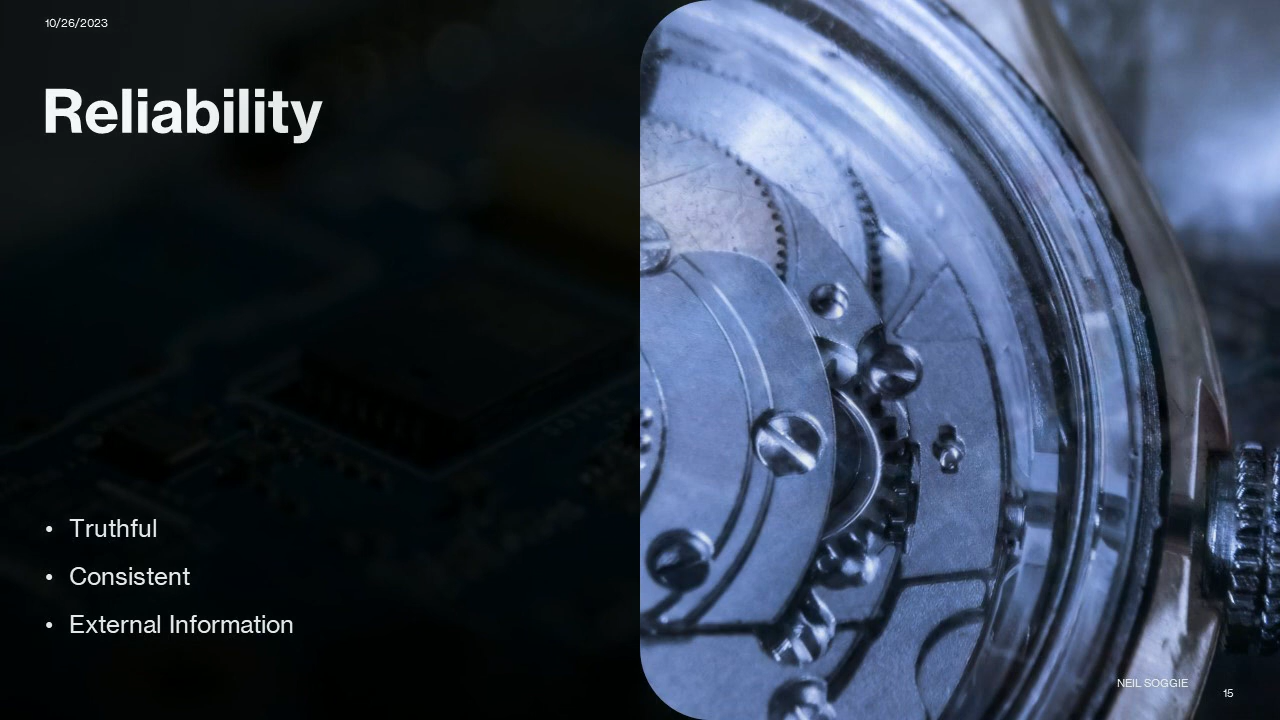 10/26/2023
Reliability
• Truthful
• Consistent
• External Information
NEIL SOGGIE
15